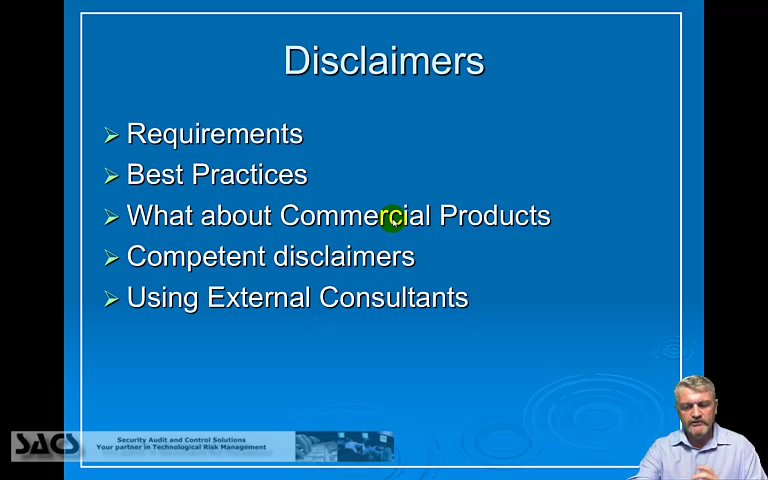 Disclaimers
Requirements
Best Practices
What about Commercial Products
Competent disclaimers
Using External Consultants
SACS
Security Audit and Control Solutions
Your partner in Technological Risk Management